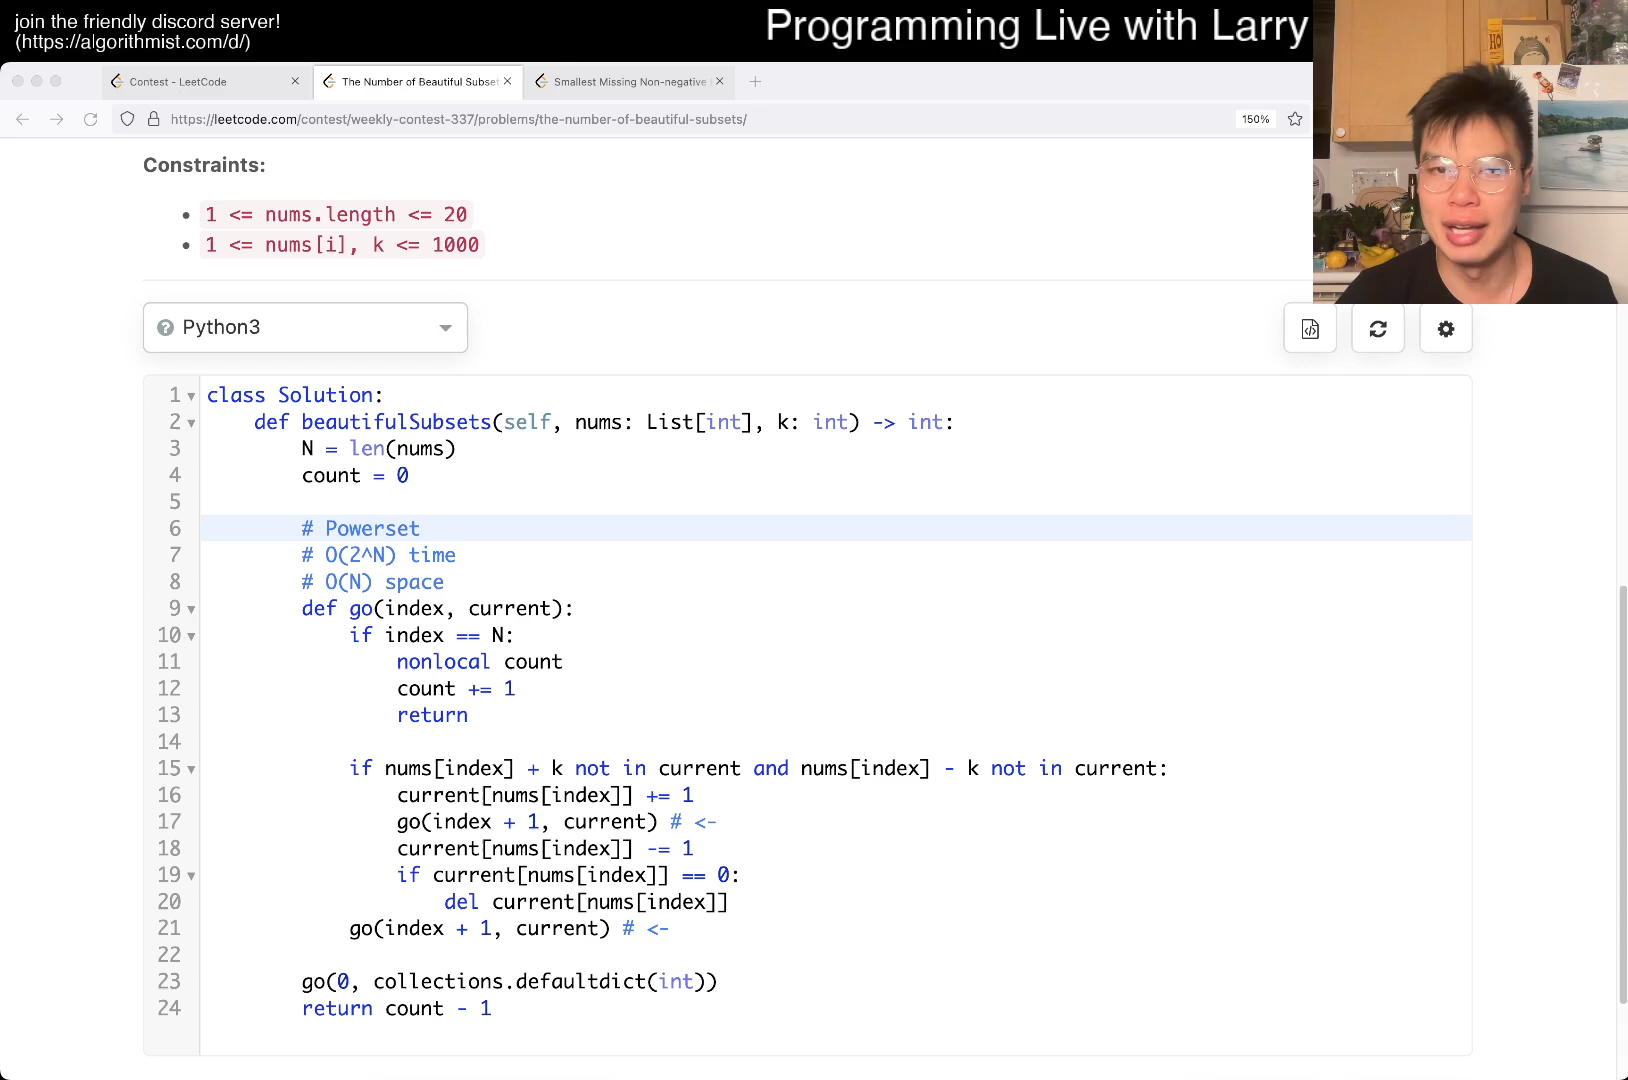 join the friendly discord server!
(https://algorithmist.com/d/)
Programming Live with Larry
Contest - LeetCode
The Number of Beautiful Subset
Smallest Missing Non-negative
https://leetcode.com/contest/weekly-contest-337/problems/the-number-of-beautiful-subsets/
150%
Constraints:
1 <= nums.length <= 20
1 <= nums[i], k <= 1000
Python3
1 class Solution:
2     def beautifulSubsets(self, nums: List[int], k: int) -> int:
3         N = len(nums)
4         count = 0
5
6         # Powerset
7         # O(2^N) time
8         # O(N) space
9         def go(index, current):
10             if index == N:
11                 nonlocal count
12                 count += 1
13                 return
14
15             if nums[index] + k not in current and nums[index] - k not in current:
16                 current[nums[index]] += 1
17                 go(index + 1, current) # <-
18                 current[nums[index]] -= 1
19                 if current[nums[index]] == 0:
20                     del current[nums[index]]
21             go(index + 1, current) # <-
22
23         go(0, collections.defaultdict(int))
24         return count - 1